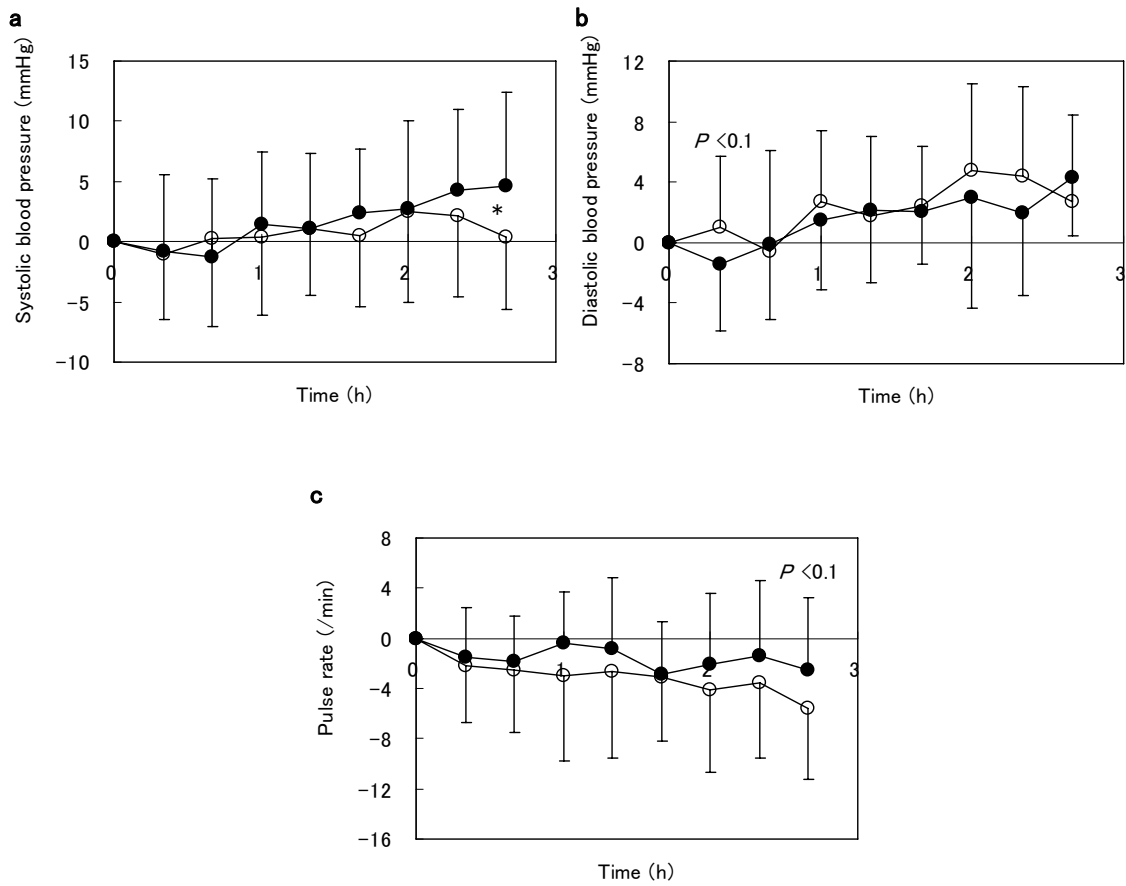 a
Systolic blood pressure (mmHg)
15
10
5
0
−5
−10
0
1
2
3
*
Time (h)
b
Diastolic blood pressure (mmHg)
12
8
4
0
−4
−8
P <0.1
0
1
2
3
Time (h)
c
Pulse rate (/min)
8
4
0
−4
−8
−12
−16
P <0.1
0
1
2
3
Time (h)